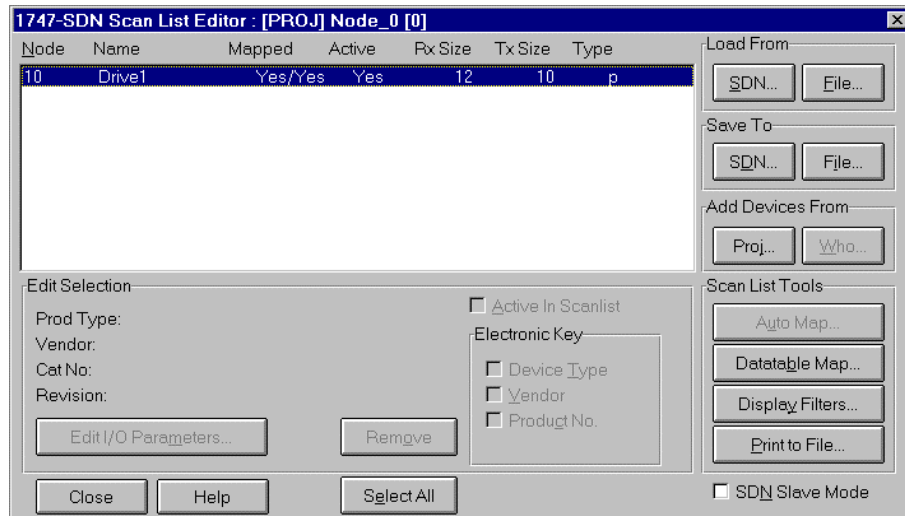 1747-SDN Scan List Editor : [PROJ] Node_0 [0]
Node Name Mapped Active Rx Size Tx Size Type
10 Drive1 Yes/Yes Yes 12 10 p
Load From
SDN... File...
Save To
SDN... File...
Add Devices From
Proj... Who...
Edit Selection
Prod Type:
Vendor:
Cat No:
Revision:
Active In Scanlist
Electronic Key
Device Type
Vendor
Product No.
Edit I/O Parameters... Remove
Scan List Tools
Auto Map...
Datatable Map...
Display Filters...
Print to File...
Close Help Select All
SDN Slave Mode